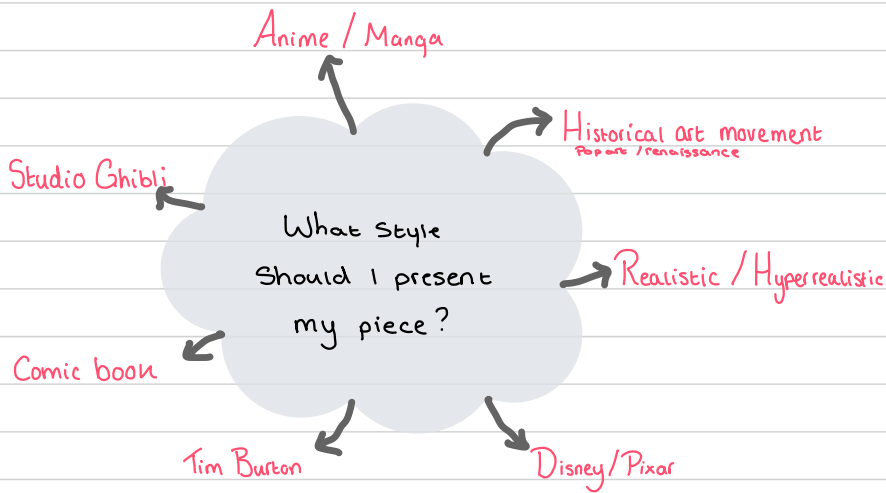 Anime / Manga
Historical art movement
Pop art / renaissance
Studio Ghibli
What style
Should I present
my piece?
Realistic / Hyperrealistic
Comic book
Tim Burton
Disney/Pixar